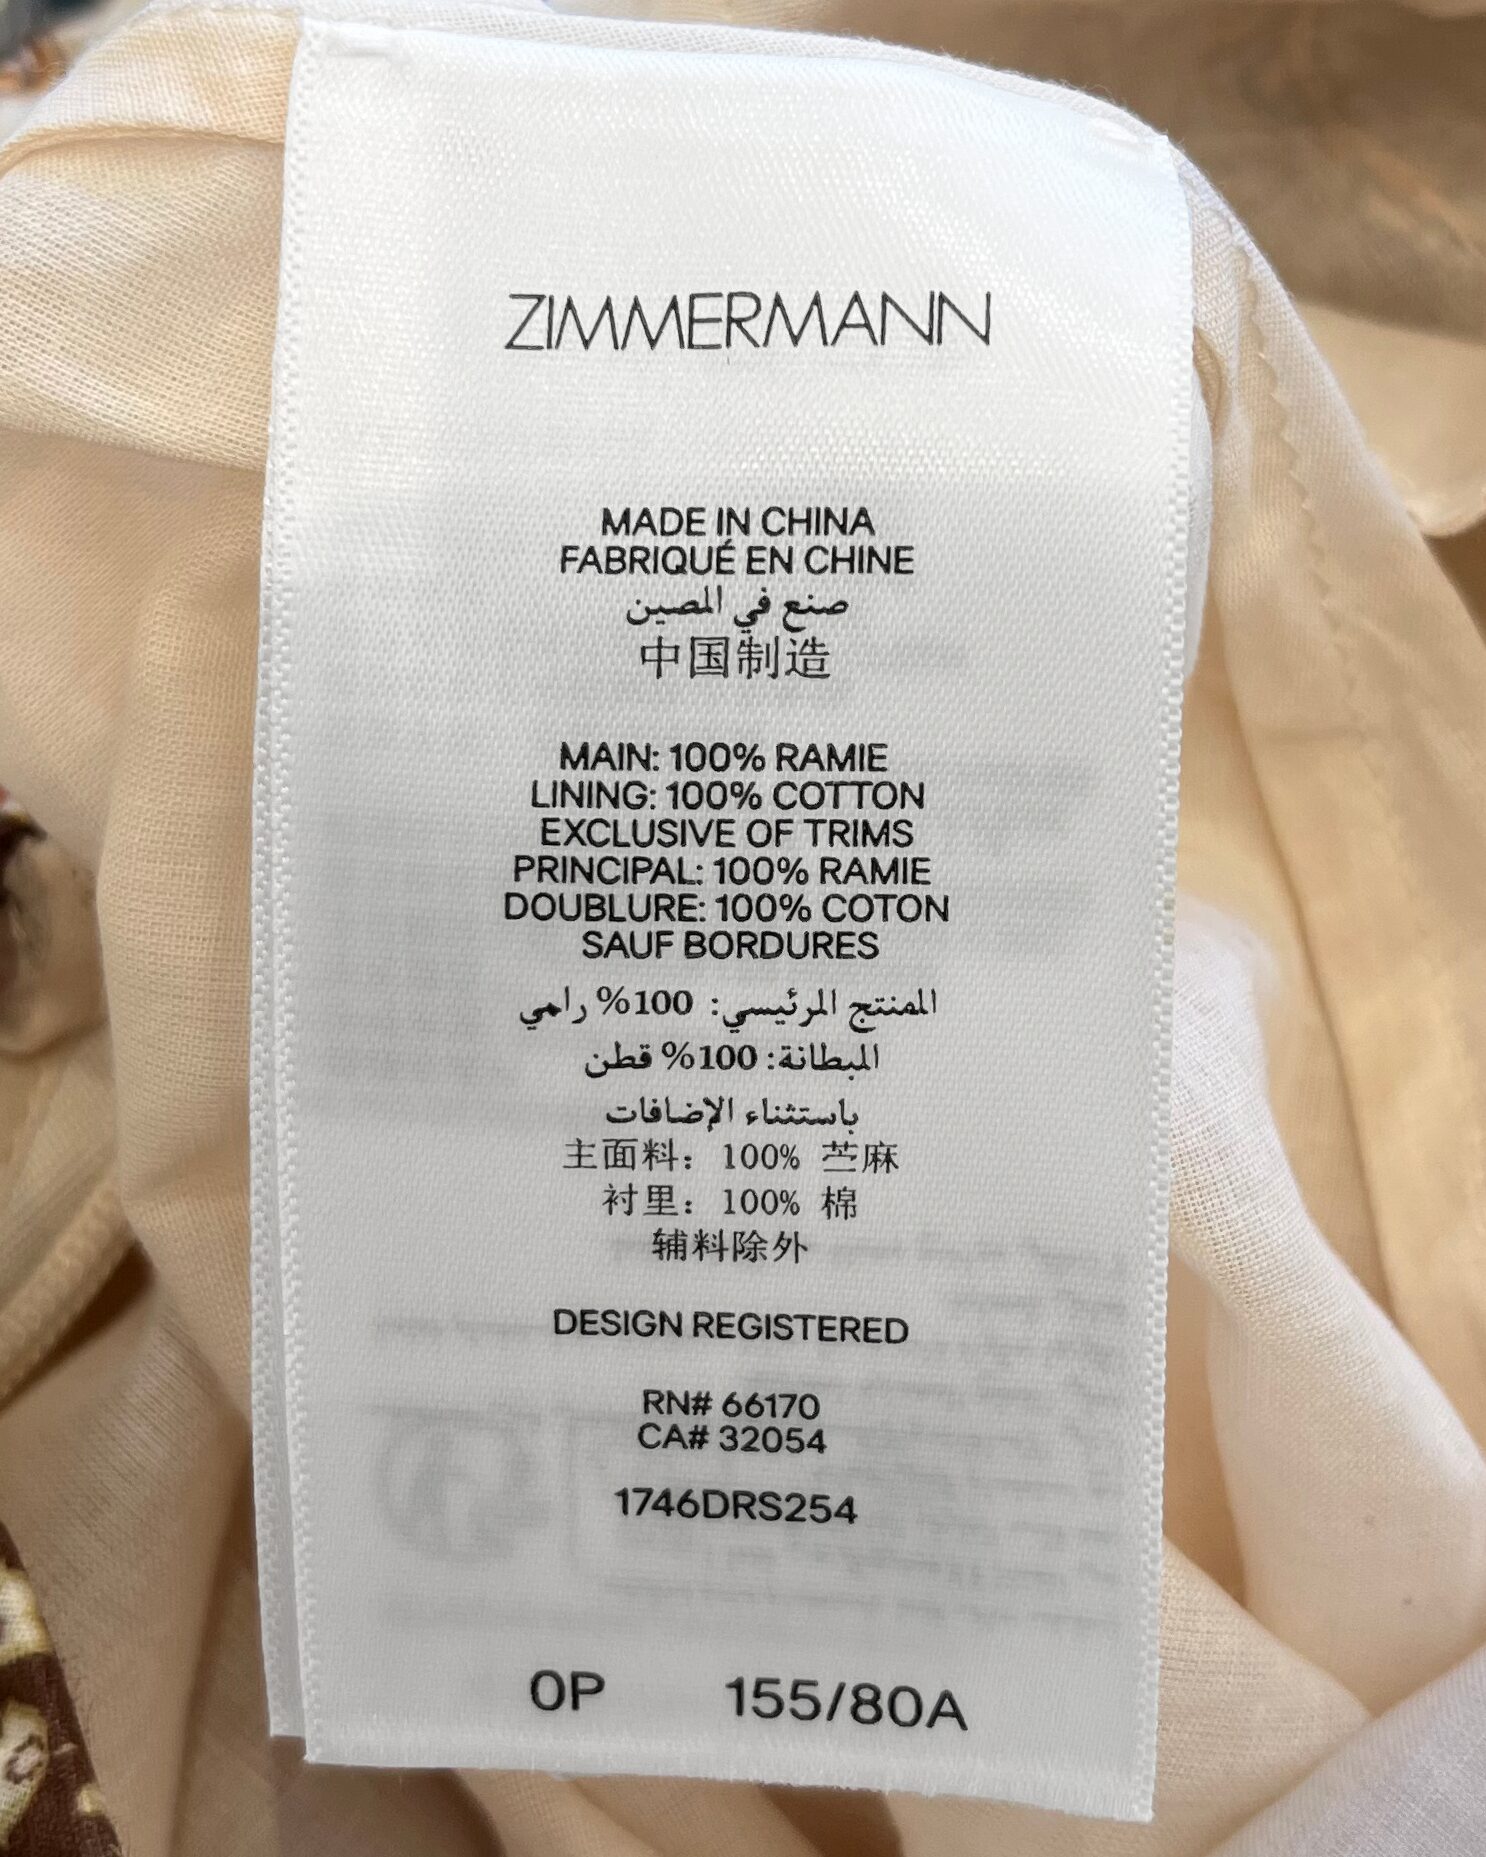 ZIMMERMANN
MADE IN CHINA
FABRIQUÉ EN CHINE
صنع في الصين
中国制造
MAIN: 100% RAMIE
LINING: 100% COTTON
EXCLUSIVE OF TRIMS
PRINCIPAL: 100% RAMIE
DOUBLURE: 100% COTON
SAUF BORDURES
المنتج الرئيسي: 100% رامي
البطانة: 100% قطن
باستثناء الإضافات
主面料: 100% 苎麻
衬里: 100% 棉
辅料除外
DESIGN REGISTERED
RN# 66170
CA# 32054
1746DRS254
0P 155/80A